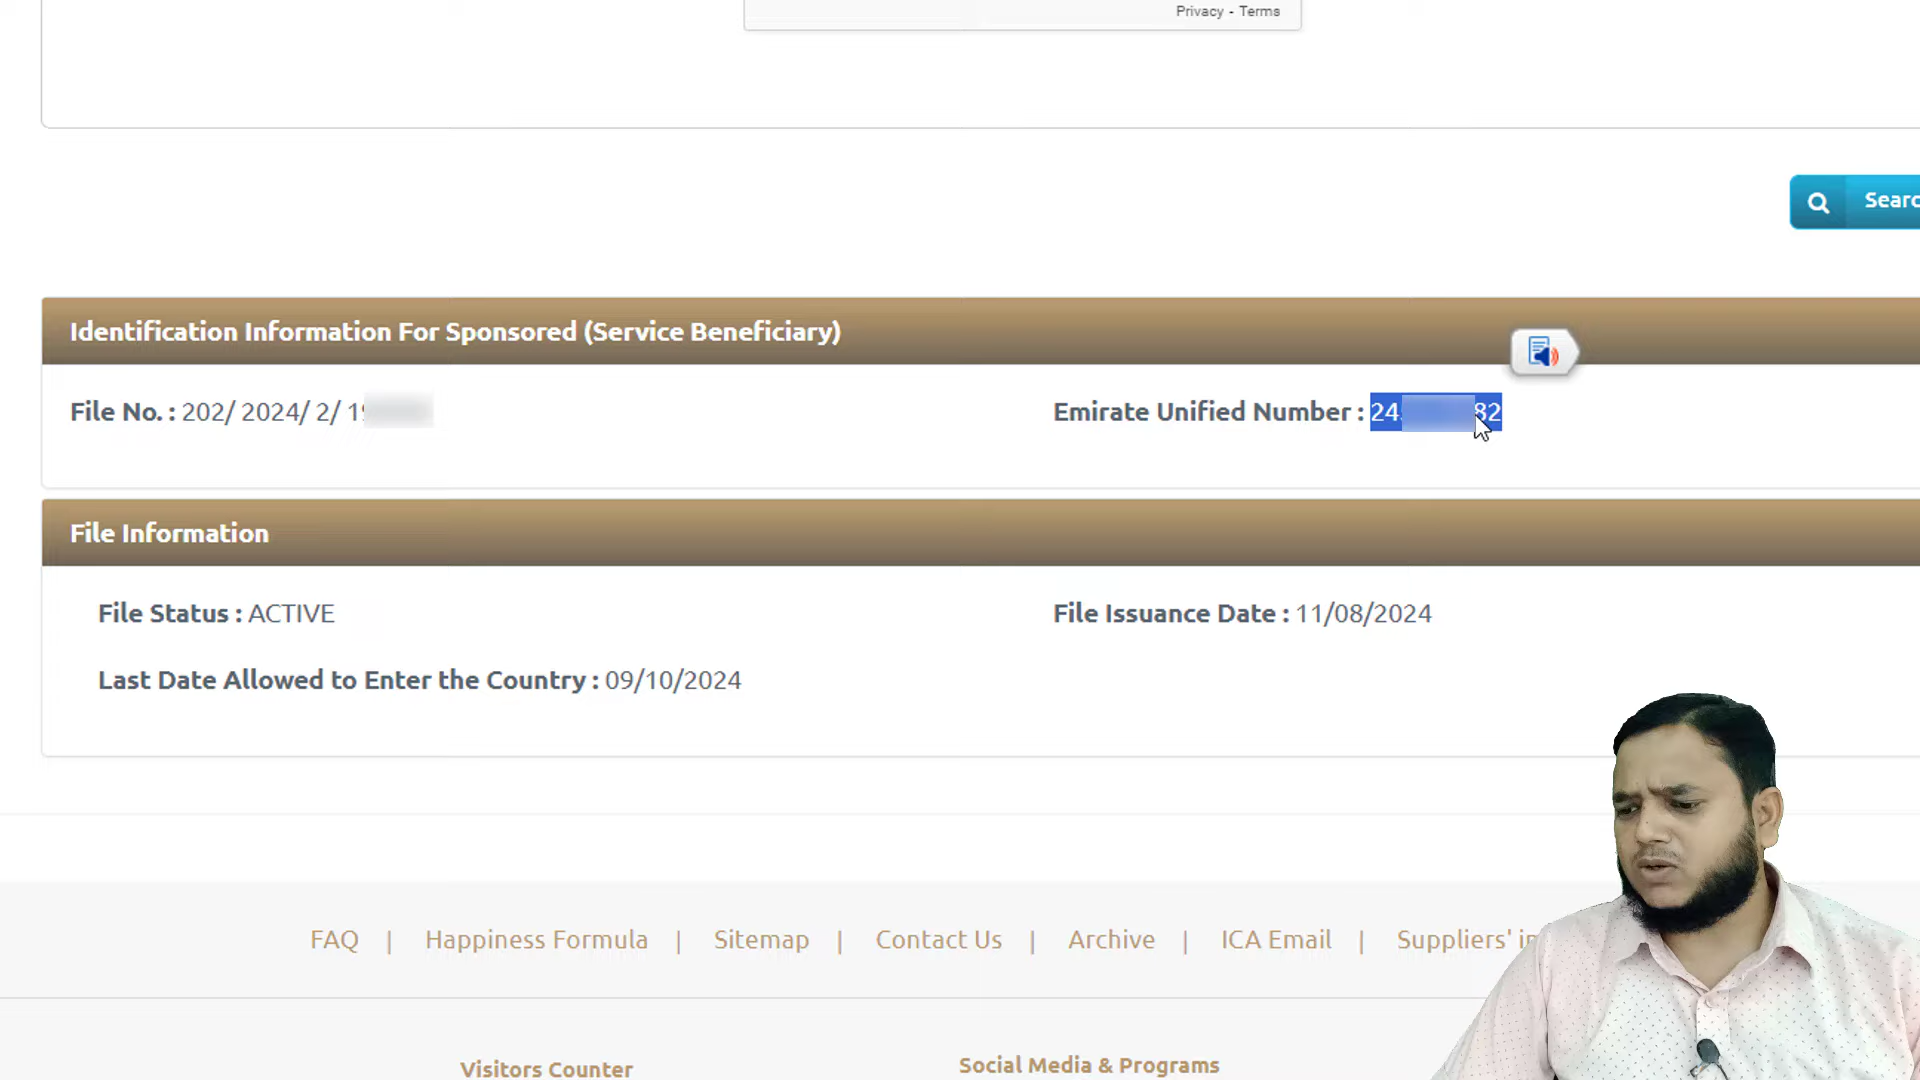 Privacy - Terms
Searc
Identification Information For Sponsored (Service Beneficiary)
File No. : 202/ 2024/ 2/ 19
Emirate Unified Number : 24 82
File Information
File Status : ACTIVE
File Issuance Date : 11/08/2024
Last Date Allowed to Enter the Country : 09/10/2024
FAQ | Happiness Formula | Sitemap | Contact Us | Archive | ICA Email | Suppliers' in
Visitors Counter
Social Media & Programs